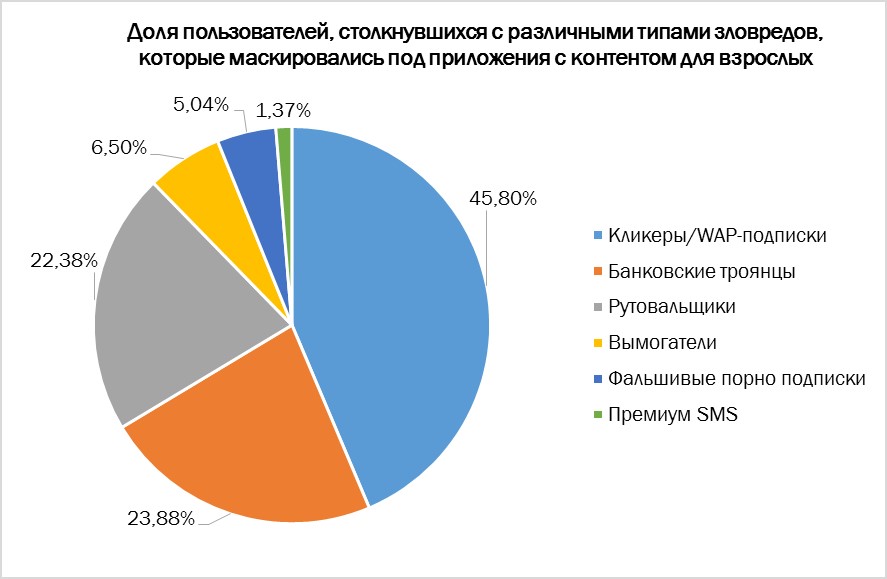 Доля пользователей, столкнувшихся с различными типами зловредов,
которые маскировались под приложения с контентом для взрослых
5,04%
1,37%
6,50%
45,80%
22,38%
23,88%
Кликеры/WAP-подписки
Банковские троянцы
Рутовальщики
Вымогатели
Фальшивые порно подписки
Премиум SMS